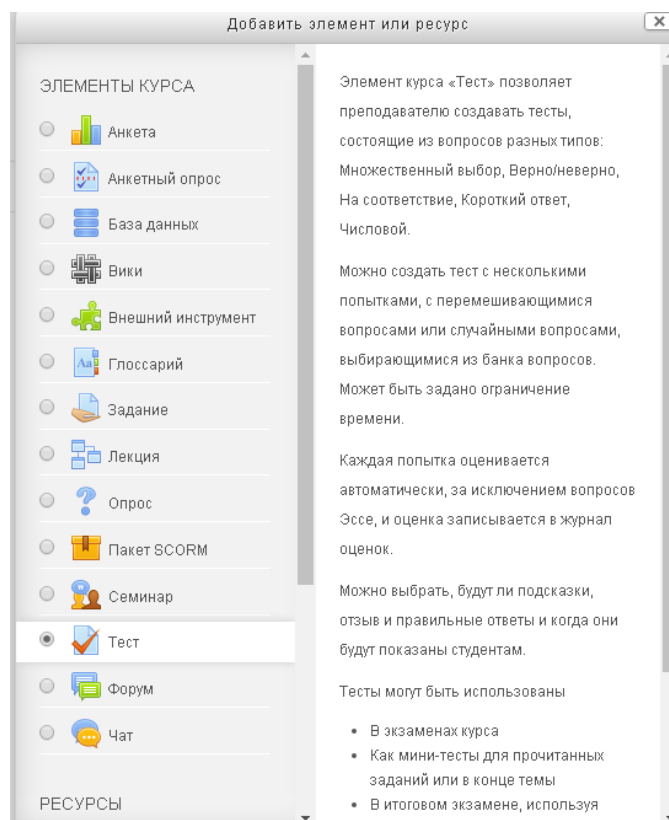 Добавить элемент или ресурс
ЭЛЕМЕНТЫ КУРСА
Анкета
Анкетный опрос
База данных
Вики
Внешний инструмент
Глоссарий
Задание
Лекция
Опрос
Пакет SCORM
Семинар
Тест
Форум
Чат
РЕСУРСЫ
Элемент курса «Тест» позволяет
преподавателю создавать тесты,
состоящие из вопросов разных типов:
Множественный выбор, Верно/неверно,
На соответствие, Короткий ответ,
Числовой.
Можно создать тест с несколькими
попытками, с перемешивающимися
вопросами или случайными вопросами,
выбирающимися из банка вопросов.
Может быть задано ограничение
времени.
Каждая попытка оценивается
автоматически, за исключением вопросов
Эссе, и оценка записывается в журнал
оценок.
Можно выбрать, будут ли подсказки,
отзыв и правильные ответы и когда они
будут показаны студентам.
Тесты могут быть использованы
• В экзаменах курса
• Как мини-тесты для прочитанных
заданий или в конце темы
• В итоговом экзамене, используя